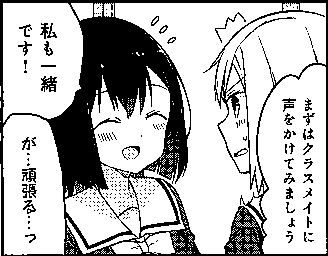 まずはクラスメイトに
声をかけてみましょう
私も一緒
です！
が…頑張る…っ